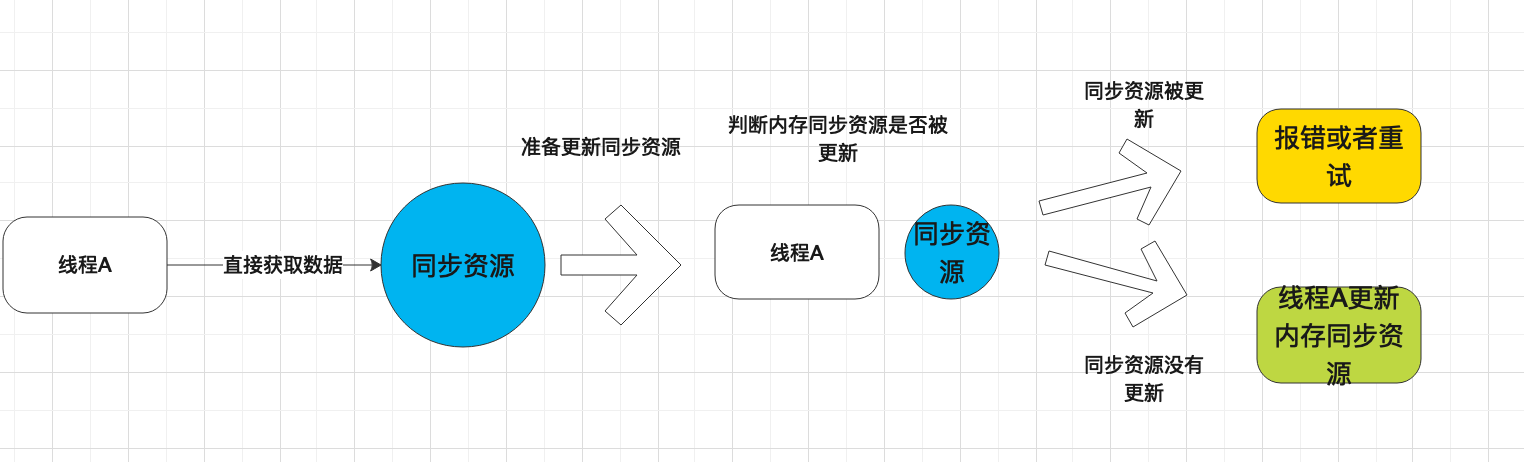 线程A
直接获取数据
同步资源
准备更新同步资源
判断内存同步资源是否被
更新
线程A
同步资
源
同步资源被更
新
报错或者重
试
同步资源没有
更新
线程A更新
内存同步资
源